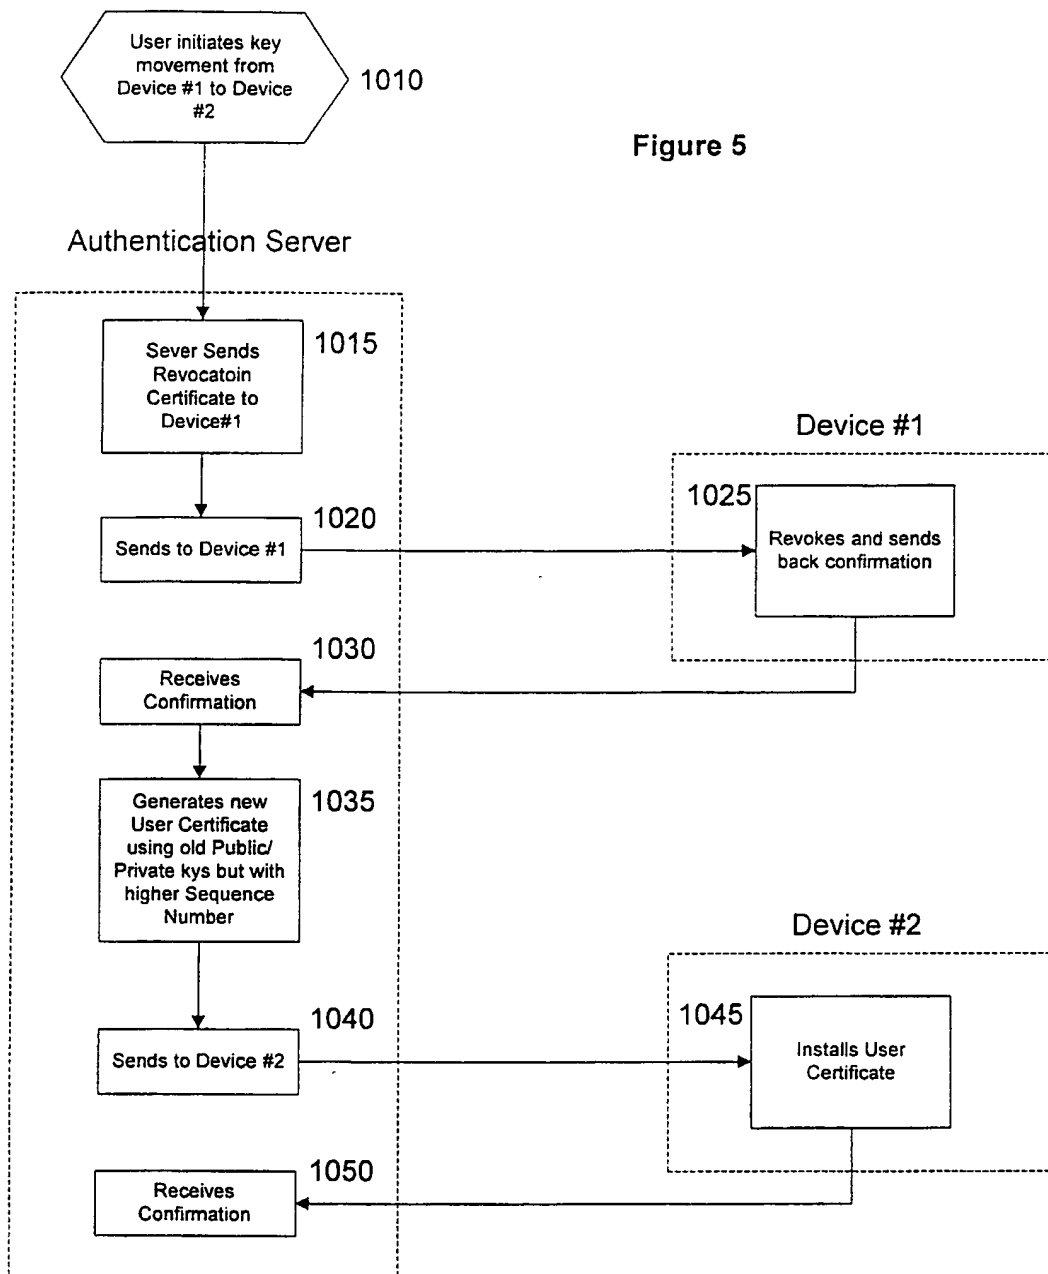 User initiates key
movement from
Device #1 to Device
#2
1010
Figure 5
Authentication Server
Sever Sends
Revocatoin
Certificate to
Device#1
1015
Sends to Device #1
1020
Device #1
1025
Revokes and sends
back confirmation
1030
Receives
Confirmation
Generates new
User Certificate
using old Public/
Private kys but with
higher Sequence
Number
1035
Sends to Device #2
1040
Device #2
1045
Installs User
Certificate
1050
Receives
Confirmation